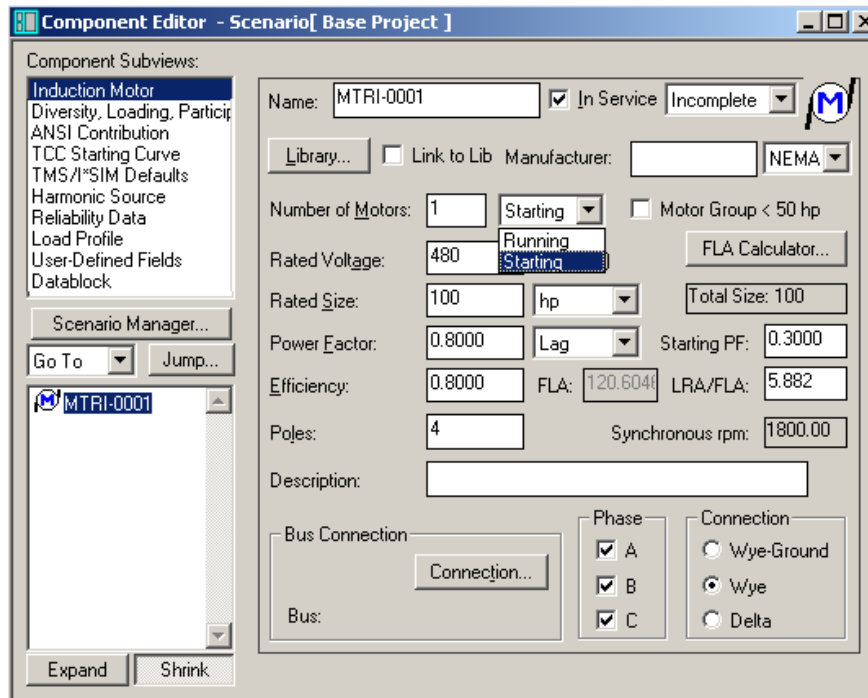 Component Editor - Scenario[ Base Project ]
Component Subviews:
Induction Motor
Diversity, Loading, Particip
ANSI Contribution
TCC Starting Curve
TMS/I*SIM Defaults
Harmonic Source
Reliability Data
Load Profile
User-Defined Fields
Datablock
Scenario Manager...
Go To Jump...
MTRI-0001
Expand Shrink
Name: MTRI-0001 In Service Incomplete M
Library... Link to Lib Manufacturer: NEMA
Number of Motors: 1 Starting Motor Group < 50 hp
Running
Starting
Rated Voltage: 480 FLA Calculator...
Rated Size: 100 hp Total Size: 100
Power Factor: 0.8000 Lag Starting PF: 0.3000
Efficiency: 0.8000 FLA: 120.6046 LRA/FLA: 5.882
Poles: 4 Synchronous rpm: 1800.00
Description:
Bus Connection
Connection...
Bus:
Phase
A
B
C
Connection
Wye-Ground
Wye
Delta